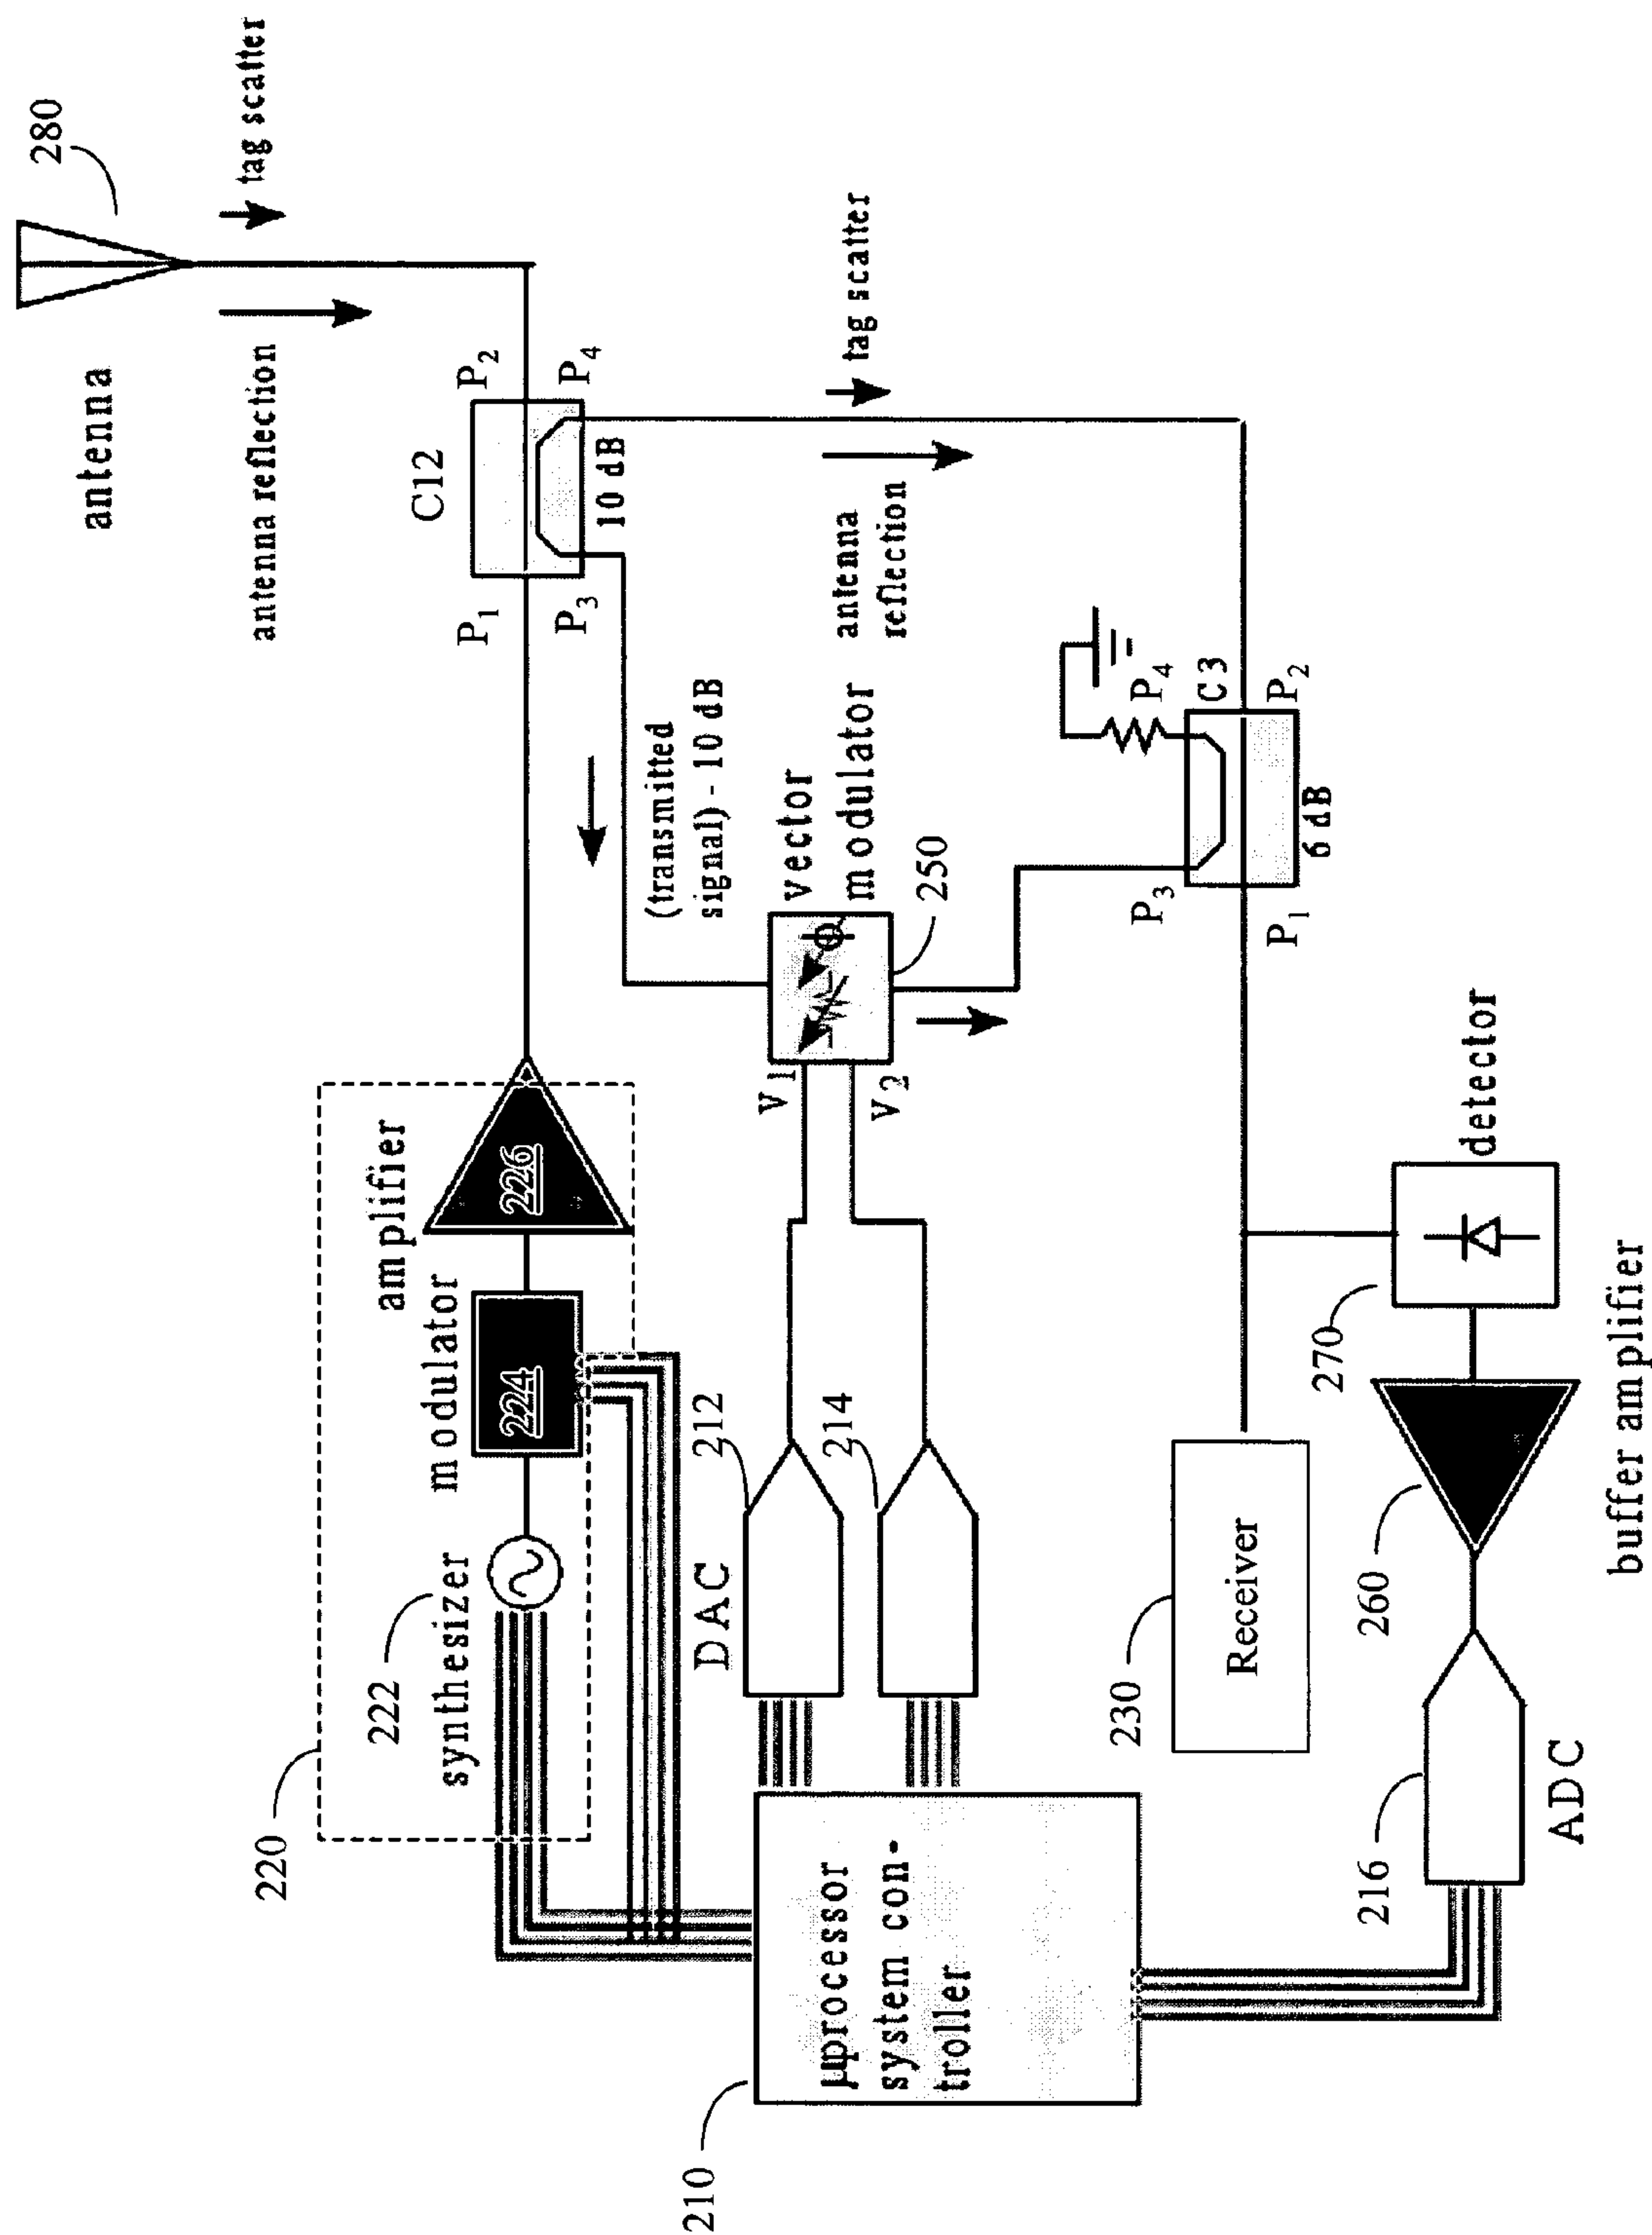 280
antenna
tag scatter
antenna reflection
C12
P1
P2
P3
P4
10 dB
tag scatter
antenna
reflection
(transmitted
signal) - 10 dB
220
222
synthesizer
modulator
224
amplifier
226
vector
modulator
250
V1
V2
DAC
212
214
P4
C3
P3
P2
P1
6 dB
210
µprocessor
system con-
troller
230
Receiver
detector
270
260
buffer amplifier
216
ADC